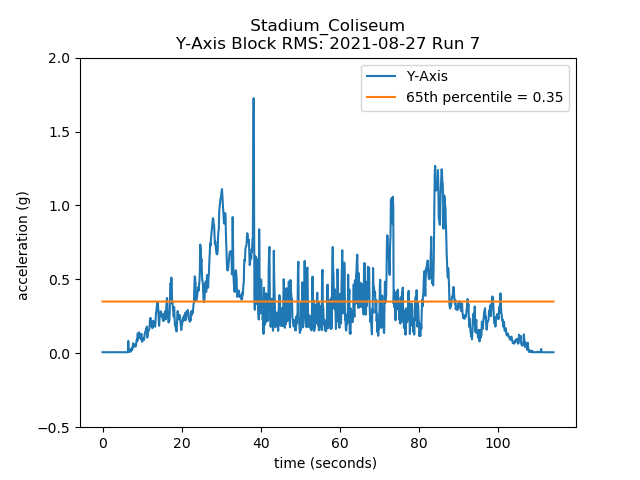 Stadium_Coliseum
Y-Axis Block RMS: 2021-08-27 Run 7
Y-Axis
65th percentile = 0.35
acceleration (g)
2.0
1.5
1.0
0.5
0.0
−0.5
0 20 40 60 80 100
time (seconds)